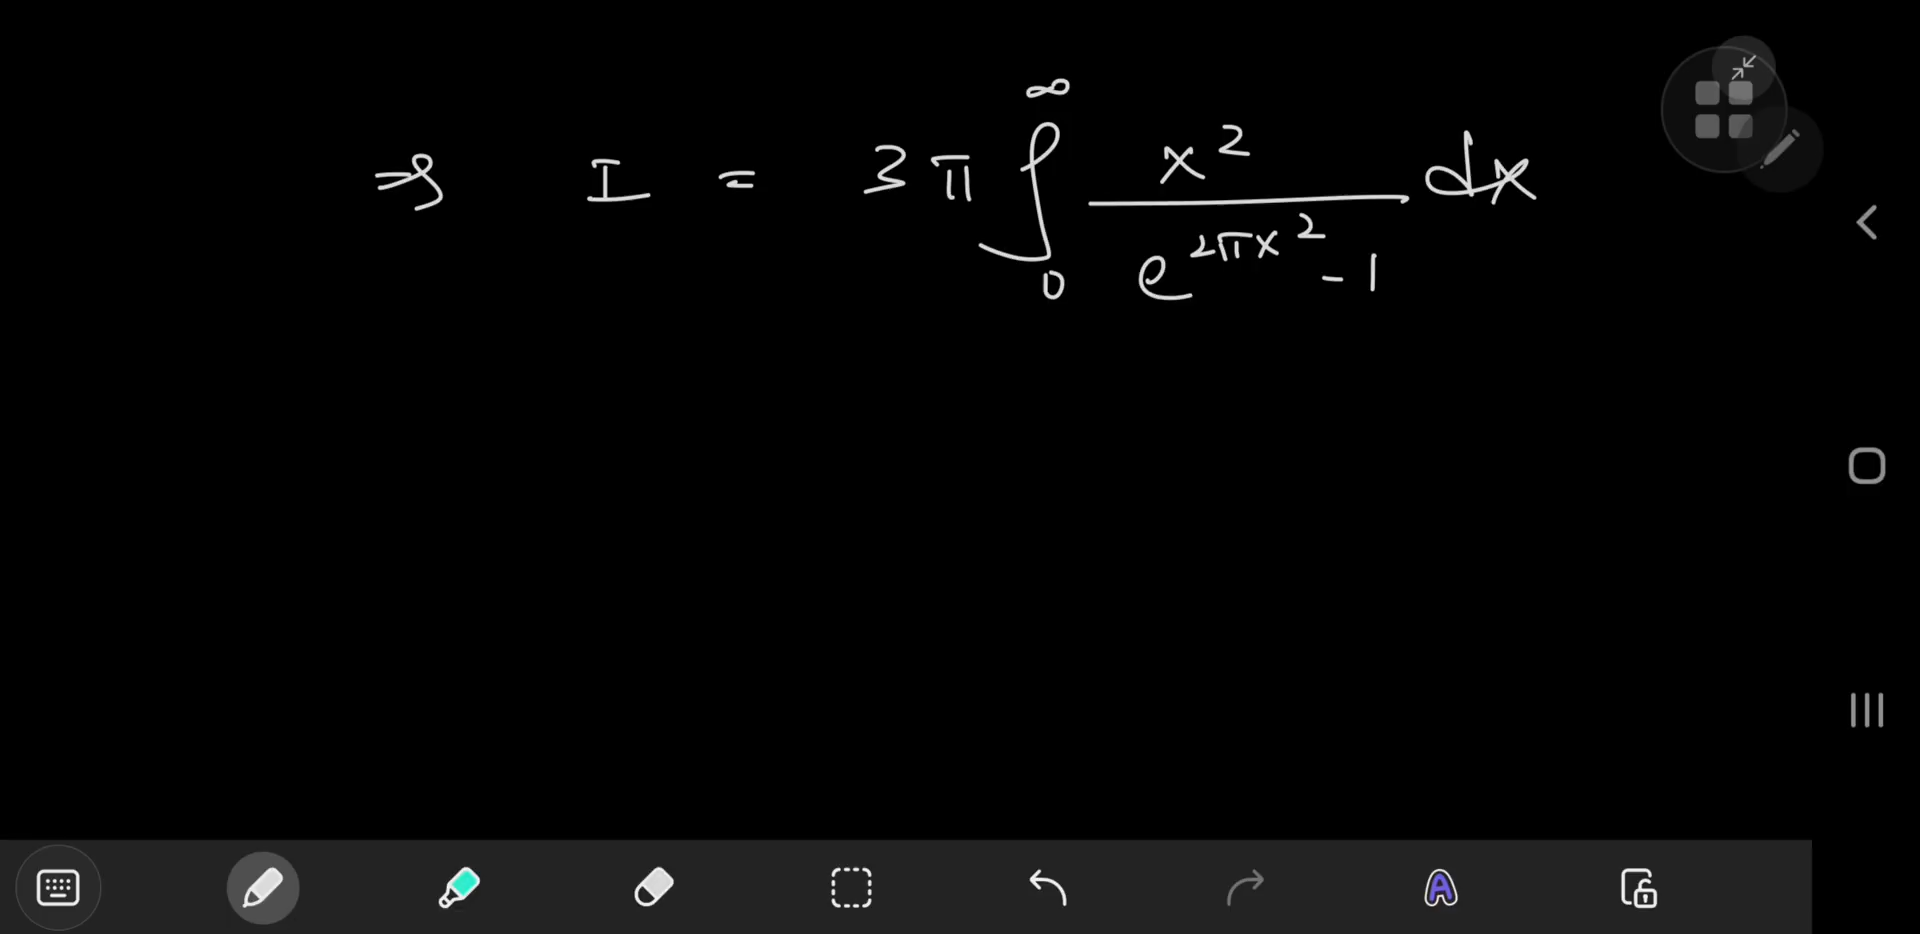 ⇒ I = 3π ∫₀^∞ x² / (e^(2πx²) - 1) dx
A